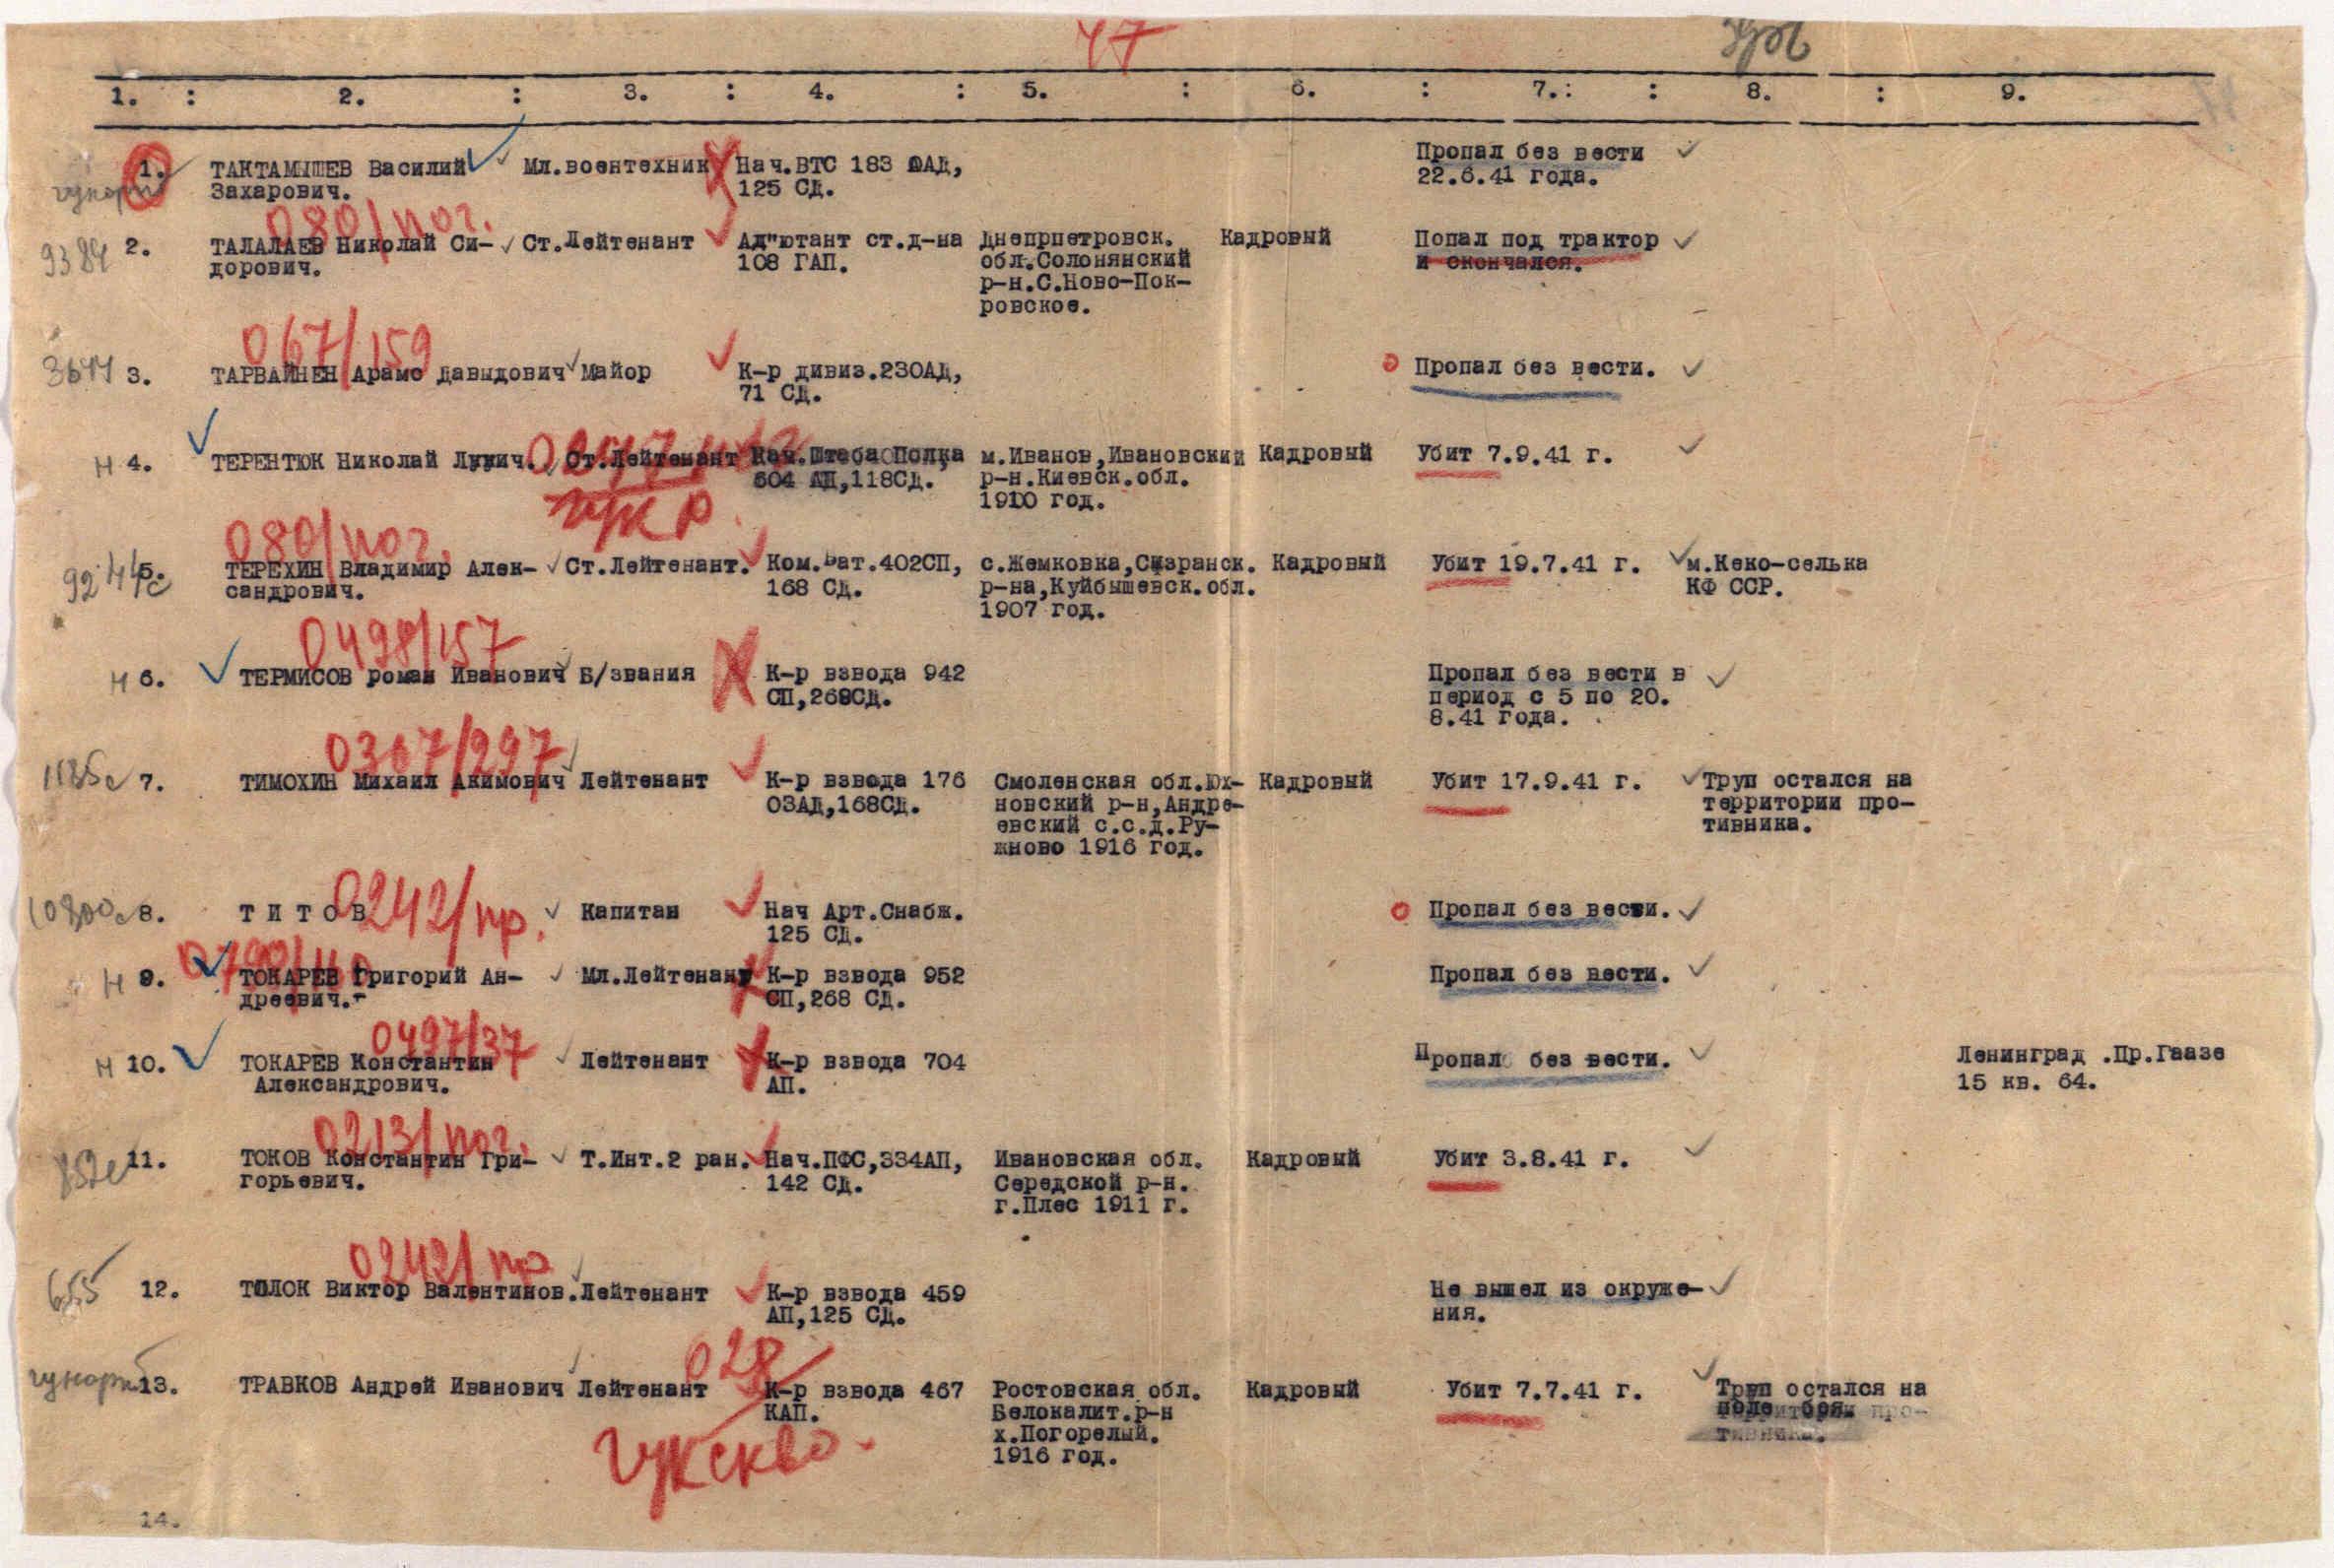 47
1. : 2. : 3. : 4. : 5. : 6. : 7.: : 8. : 9.
1. ТАКТАМЫШЕВ Василий Мл.воентехник Нач.ВТС 183 ОАД, Пропал без вести
Захарович. 125 СД. 22.6.41 года.
080/ног.
9384 2. ТАЛАЛАЕВ Николай Си- Ст.Лейтенант Ад"ютант ст.д-на Днепрпетровск. Кадровый Попал под трактор
дорович. 108 ГАП. обл.Солонянский и скончался.
р-н.С.Ново-Пок-
ровское.
067/159
3. ТАРВАЙНЕН Арамо Давыдович Майор К-р дивиз.230АД, Пропал без вести.
71 СД.
н 4. ТЕРЕНТЮК Николай Лукич. Ст.Лейтенант Нач.Штаба Полка м.Иванов,Ивановский Кадровый Убит 7.9.41 г.
604 АП,118СД. р-н.Киевск.обл.
1910 год.
080/ног.
5. ТЕРЕХИН Владимир Алек- Ст.Лейтенант. Ком.Бат.402СП, с.Жемковка,Сызранск. Кадровый Убит 19.7.41 г. м.Кеко-селька
сандрович. 168 СД. р-на,Куйбышевск.обл. КФ ССР.
1907 год.
0498/157
н 6. ТЕРМИСОВ роман Иванович Б/звания К-р взвода 942 Пропал без вести в
СП,268СД. период с 5 по 20.
8.41 года.
0307/297
1185с 7. ТИМОХИН Михаил Акимович Лейтенант К-р взвода 176 Смоленская обл.Юх- Кадровый Убит 17.9.41 г. Труп остался на
ОЗАД,168СД. новский р-н,Андре- территории про-
евский с.с.д.Ру- тивника.
жново 1916 год.
0242/пр.
8. Т И Т О В Капитан Нач Арт.Снабж. Пропал без вести.
125 СД.
н 9. ТОКАРЕВ Григорий Ан- Мл.Лейтенант К-р взвода 952 Пропал без вести.
дреевич. СП,268 СД.
0497/37
н 10. ТОКАРЕВ Константин Лейтенант К-р взвода 704 Пропал без вести. Ленинград .Пр.Гаазе
Александрович. АП. 15 кв. 64.
0213/ног.
852с 11. ТОКОВ Константин Гри- Т.Инт.2 ран. Нач.ПФС,334АП, Ивановская обл. Кадровый Убит 3.8.41 г.
горьевич. 142 СД. Середской р-н.
г.Плес 1911 г.
0242/пр
655 12. ТОЛОК Виктор Валентинов. Лейтенант К-р взвода 459 Не вышел из окруже-
АП,125 СД. ния.
028
13. ТРАВКОВ Андрей Иванович Лейтенант К-р взвода 467 Ростовская обл. Кадровый Убит 7.7.41 г. Труп остался на
КАП. Белокалит.р-н поле боя.
х.Погорелый.
1916 год.
14.